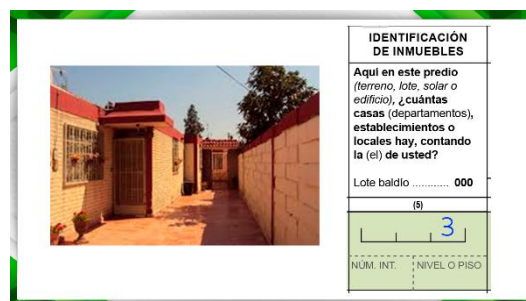 IDENTIFICACIÓN
DE INMUEBLES
Aquí en este predio
(terreno, lote, solar o
edificio), ¿cuántas
casas (departamentos),
establecimientos o
locales hay, contando
la (el) de usted?
Lote baldío ............ 000
(5)
3
NÚM. INT. NIVEL O PISO